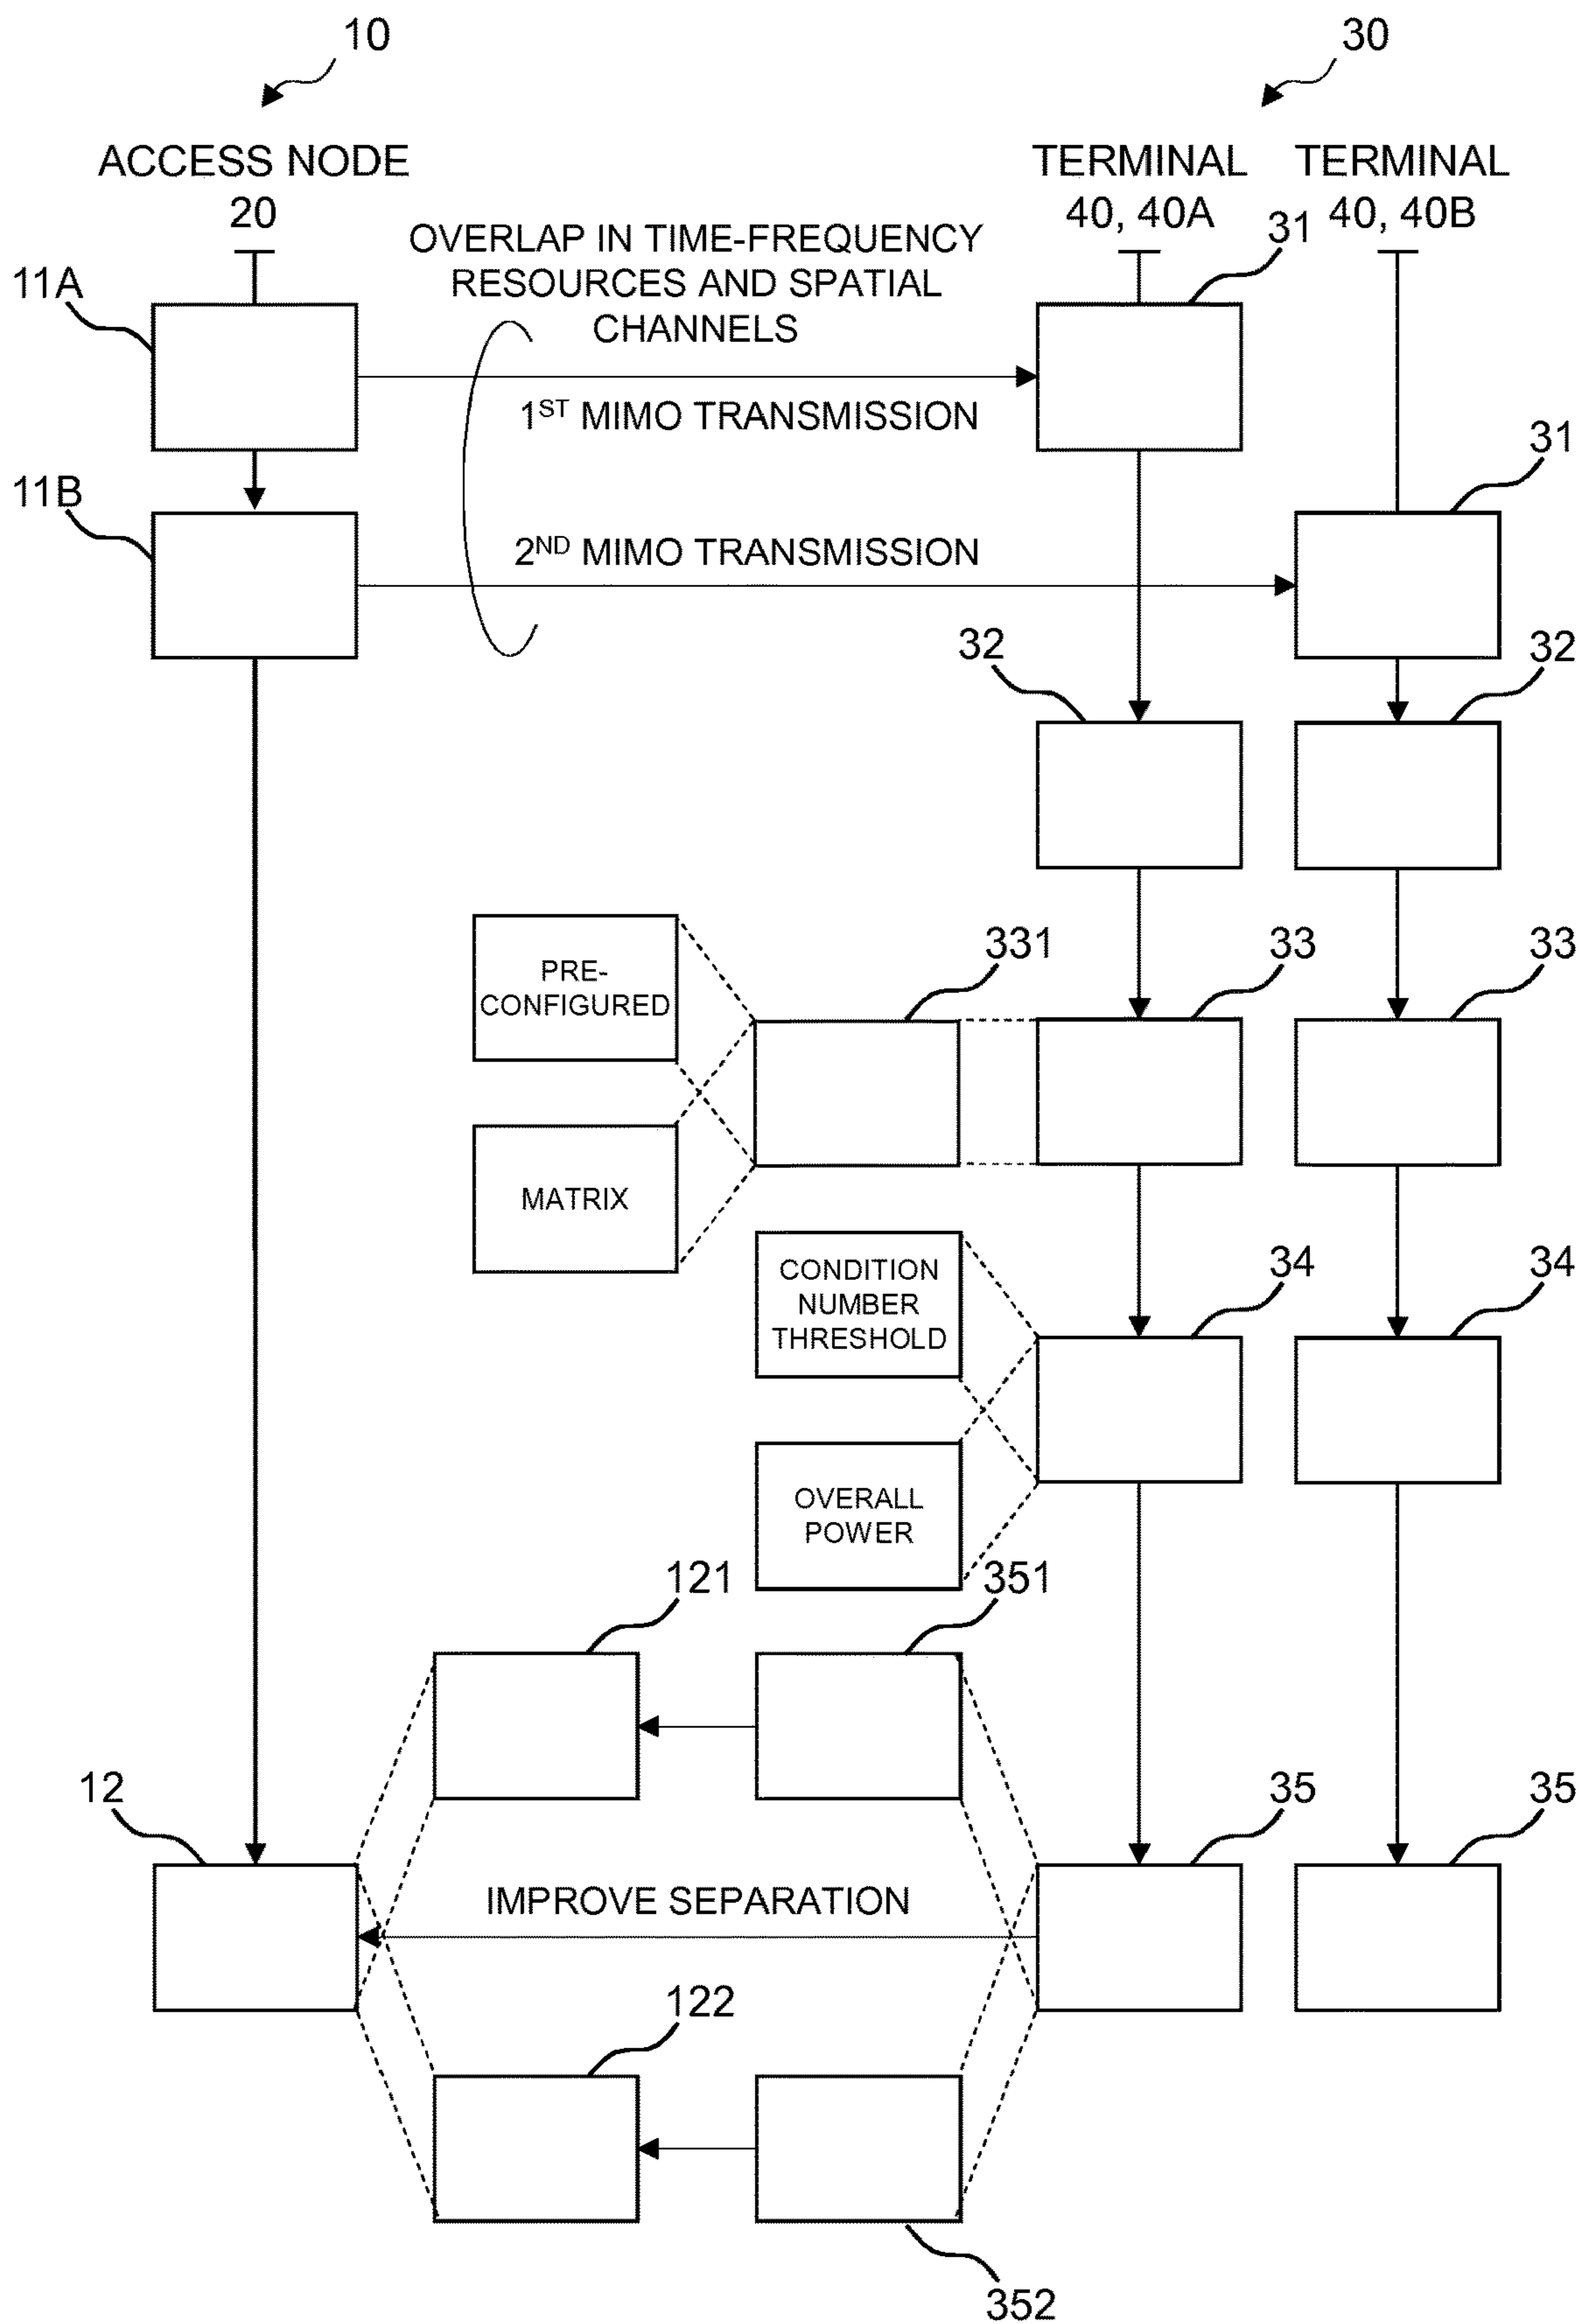 10
30
ACCESS NODE
20
TERMINAL
40, 40A
TERMINAL
40, 40B
OVERLAP IN TIME-FREQUENCY
RESOURCES AND SPATIAL
CHANNELS
11A
31
1ST MIMO TRANSMISSION
11B
31
2ND MIMO TRANSMISSION
32
32
PRE-
CONFIGURED
331
33
33
MATRIX
CONDITION
NUMBER
THRESHOLD
34
34
OVERALL
POWER
121
351
12
35
35
IMPROVE SEPARATION
122
352